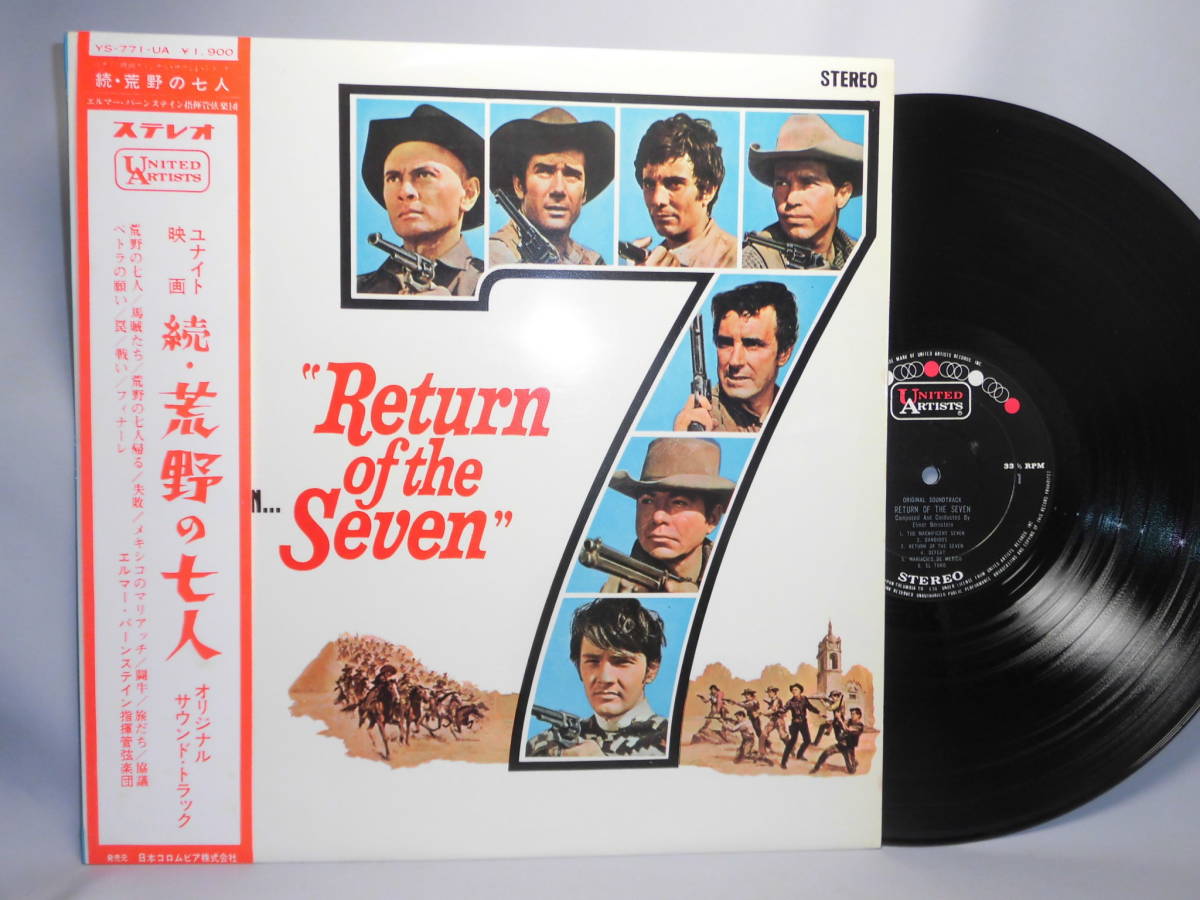 YS-771-UA ¥1,900
続・荒野の七人
エルマー・バーンステイン指揮管弦楽団
ステレオ
UNITED
ARTISTS
ユナイト
映画
続・荒野の七人
オリジナル
サウンド・トラック
荒野の七人/馬賊たち/荒野の七人帰る/失敗/メキシコのマリアッチ/闘牛/旅だち/協議
ペトラの願い/罠/戦い/フィナーレ
エルマー・バーンステイン指揮管弦楽団
発売元 日本コロムビア株式会社
STEREO
N...
"Return
of the
Seven"
UNITED
ARTISTS
33⅓ RPM
ORIGINAL SOUNDTRACK
RETURN OF THE SEVEN
Composed And Conducted By
Elmer Bernstein
1. THE MAGNIFICENT SEVEN
2. BANDIDOS
3. RETURN OF THE SEVEN
4. DEFEAT
5. MARIACHIS DE MEXICO
6. EL TORO
STEREO